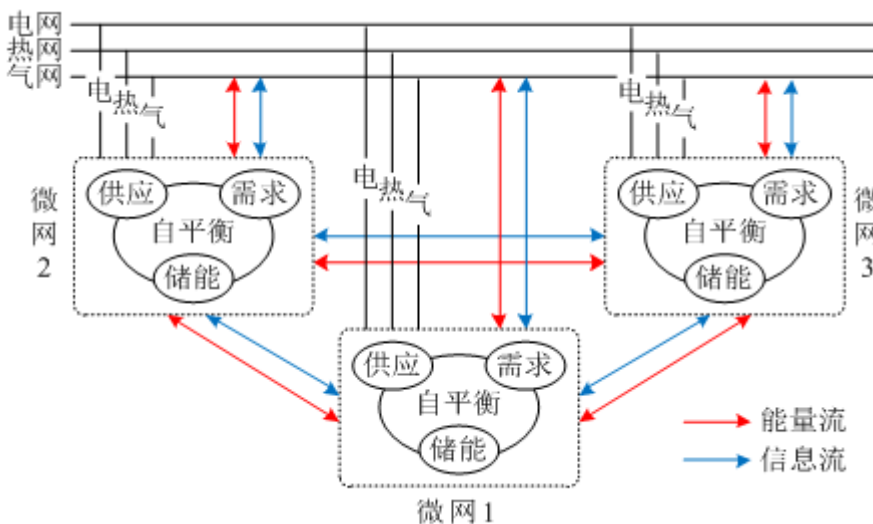 电网
热网
气网
电
热
气
电
热
气
电
热
气
微网2
供应
需求
自平衡
储能
微网3
供应
需求
自平衡
储能
供应
需求
自平衡
储能
微网1
能量流
信息流